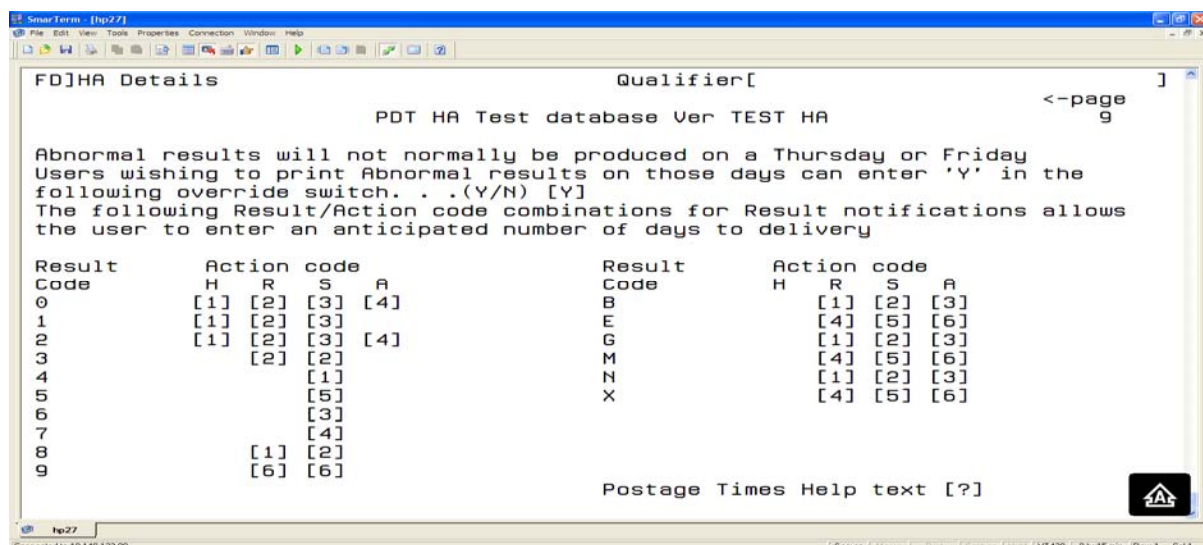 SmarTerm - [hp27]
File Edit View Tools Properties Connection Window Help
FD]HA Details Qualifier[ ]
<-page
PDT HA Test database Ver TEST HA 9
Abnormal results will not normally be produced on a Thursday or Friday
Users wishing to print Abnormal results on those days can enter 'Y' in the
following override switch. . .(Y/N) [Y]
The following Result/Action code combinations for Result notifications allows
the user to enter an anticipated number of days to delivery
Result Action code Result Action code
Code H R S A Code H R S A
0 [1] [2] [3] [4] B [1] [2] [3]
1 [1] [2] [3] E [4] [5] [6]
2 [1] [2] [3] [4] G [1] [2] [3]
3 [2] [2] M [4] [5] [6]
4 [1] N [1] [2] [3]
5 [5] X [4] [5] [6]
6 [3]
7 [4]
8 [1] [2]
9 [6] [6]
Postage Times Help text [?]
A
hp27